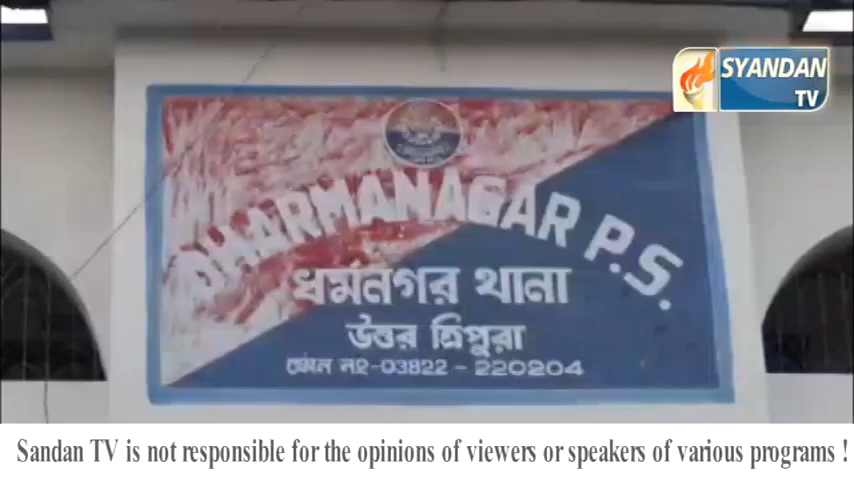 SYANDAN
TV
DHARMANAGAR P.S.
ধর্মনগর থানা
উত্তর ত্রিপুরা
ফোন নং-03822 - 220204
Sandan TV is not responsible for the opinions of viewers or speakers of various programs !